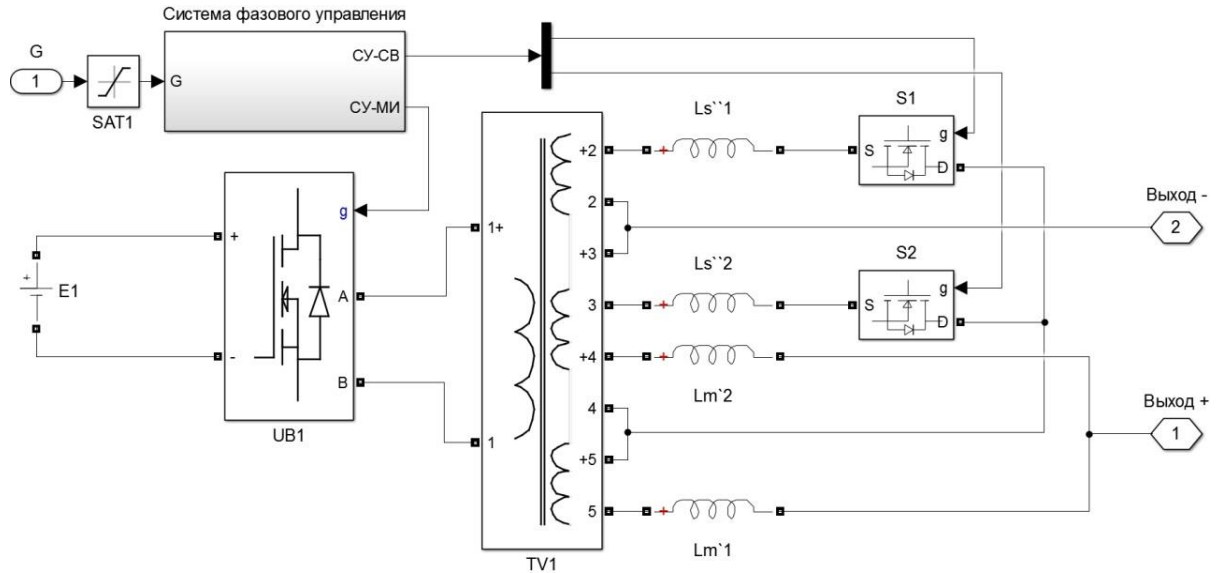 Система фазового управления
G
1
SAT1
G
СУ-СВ
СУ-МИ
g
+
-
A
B
UB1
+
E1
1+
1
+2
2
+3
3
+4
4
+5
5
TV1
+
Ls``1
+
Ls``2
+
Lm`2
+
Lm`1
S1
g
S
D
S2
g
S
D
Выход -
2
Выход +
1